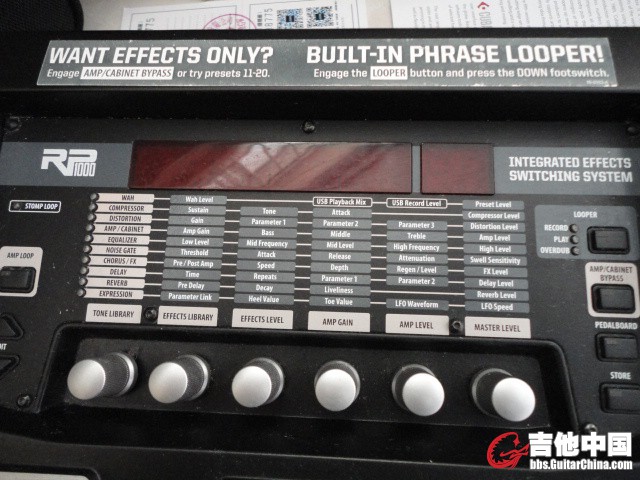 WANT EFFECTS ONLY?
Engage AMP/CABINET BYPASS or try presets 11-20.
BUILT-IN PHRASE LOOPER!
Engage the LOOPER button and press the DOWN footswitch.
RP1000
INTEGRATED EFFECTS
SWITCHING SYSTEM
STOMP LOOP
AMP LOOP
WAH Wah Level USB Playback Mix USB Record Level Preset Level
COMPRESSOR Sustain Tone Attack Compressor Level
DISTORTION Gain Parameter 1 Parameter 2 Parameter 3 Distortion Level
AMP / CABINET Amp Gain Bass Middle Treble Amp Level
EQUALIZER Low Level Mid Frequency Mid Level High Frequency High Level
NOISE GATE Threshold Attack Release Attenuation Swell Sensitivity
CHORUS / FX Pre / Post Amp Speed Depth Regen / Level FX Level
DELAY Time Repeats Parameter 1 Parameter 2 Delay Level
REVERB Pre Delay Decay Liveliness Reverb Level
EXPRESSION Parameter Link Heel Value Toe Value LFO Waveform LFO Speed
TONE LIBRARY EFFECTS LIBRARY EFFECTS LEVEL AMP GAIN AMP LEVEL MASTER LEVEL
LOOPER
RECORD
PLAY
OVERDUB
AMP/CABINET
BYPASS
PEDALBOARD
STORE
吉他中国
bbs.GuitarChina.com